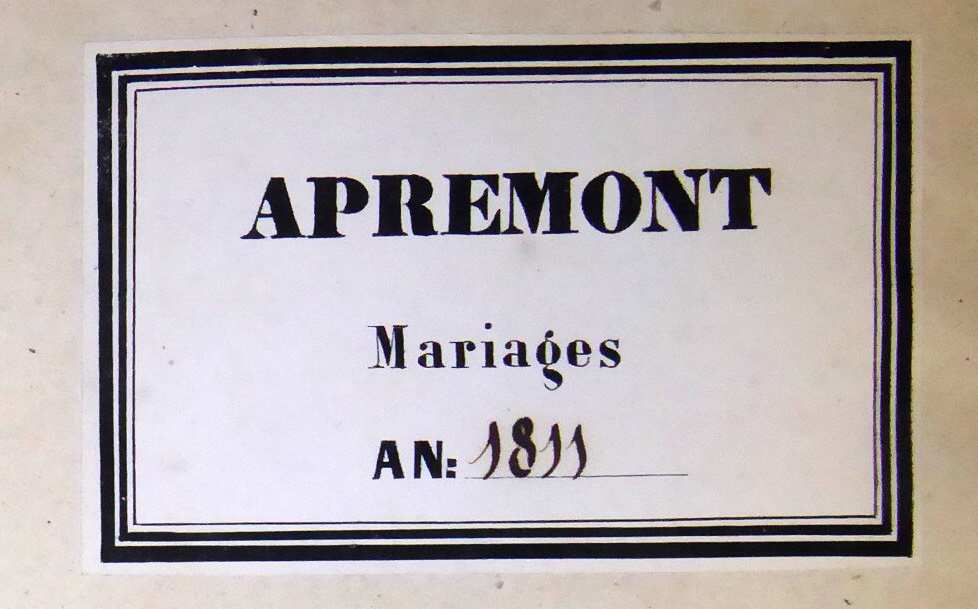 APREMONT
Mariages
AN: 1811